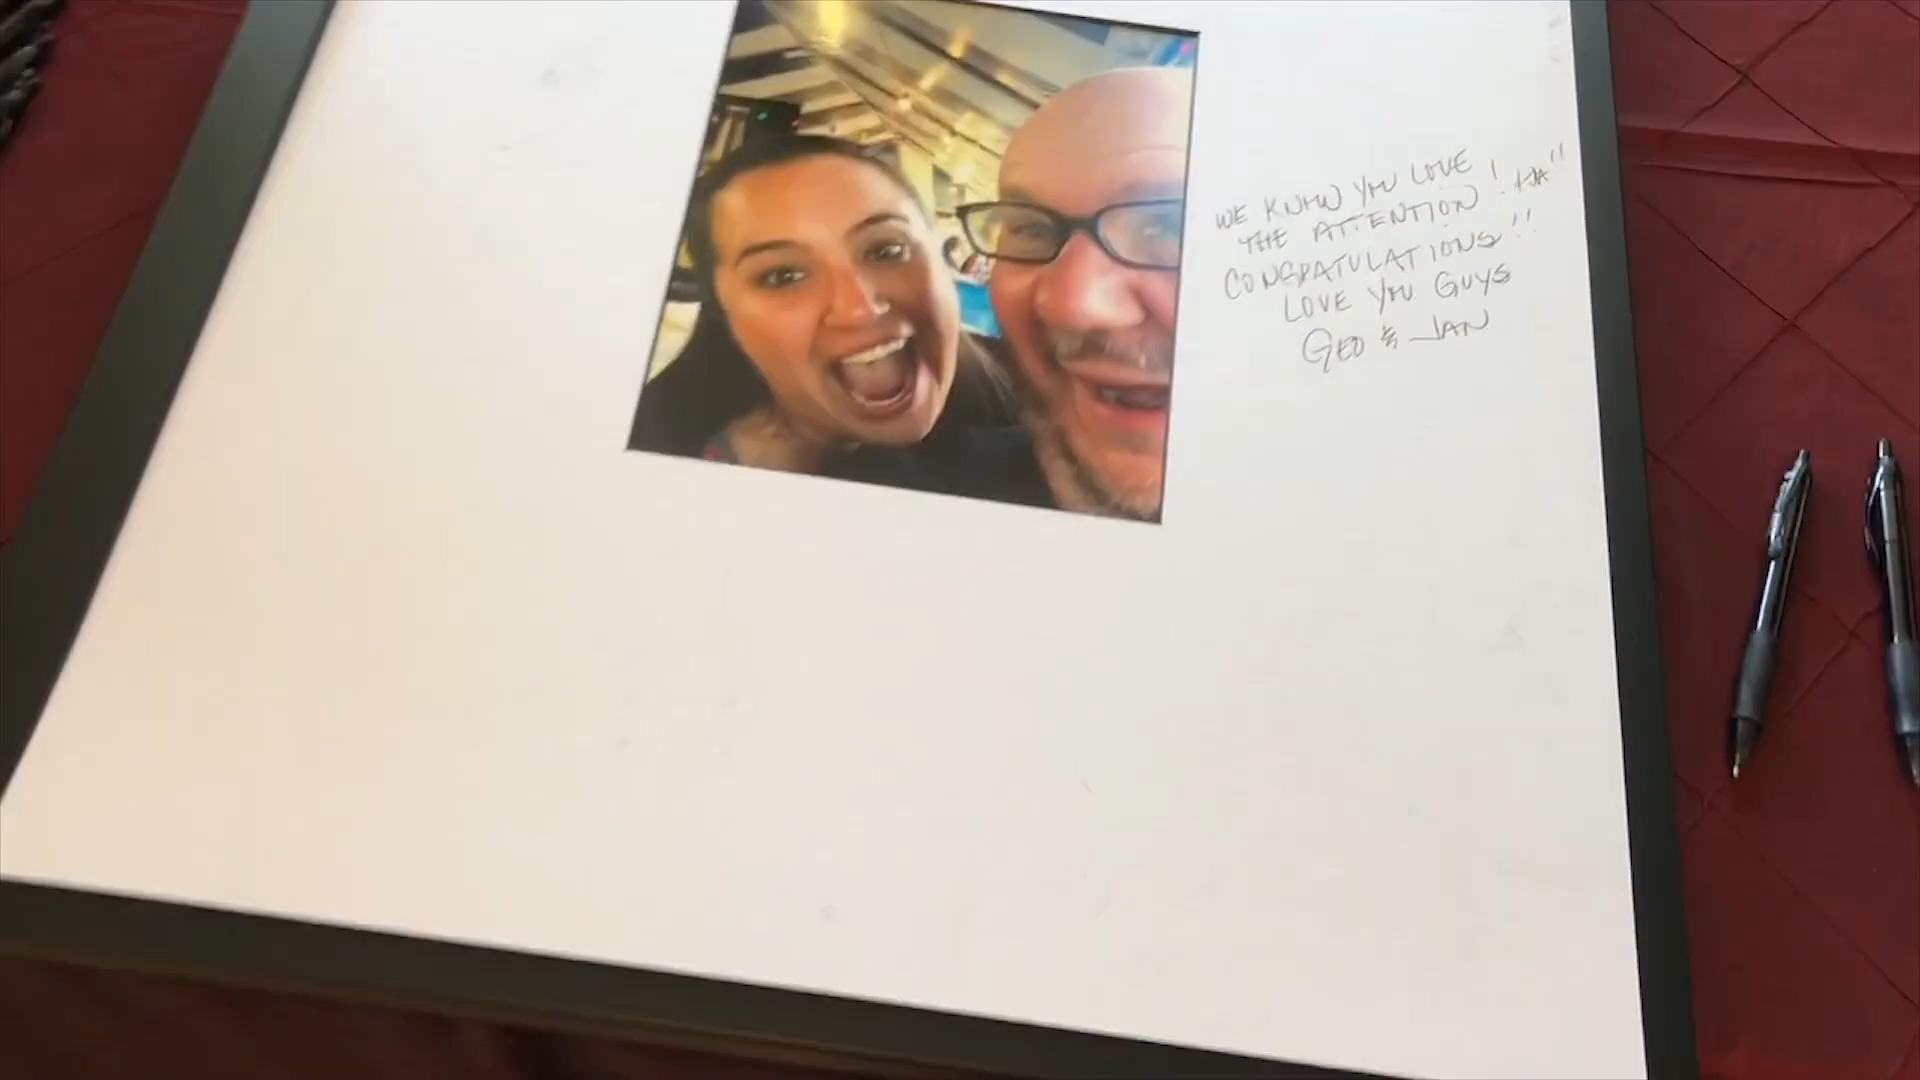 WE KNOW YOU LOVE
THE ATTENTION! HA"
CONGRATULATIONS!!
LOVE YOU GUYS
GEO & JAN